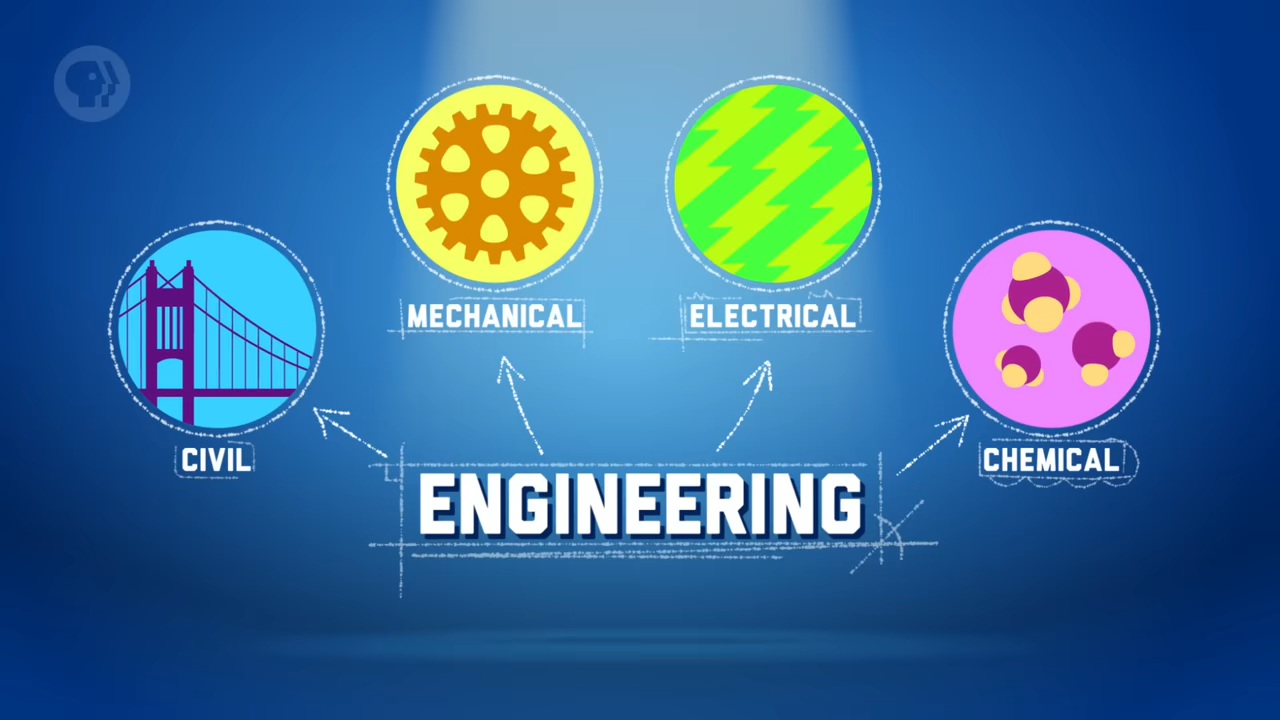 MECHANICAL
ELECTRICAL
CIVIL
CHEMICAL
ENGINEERING